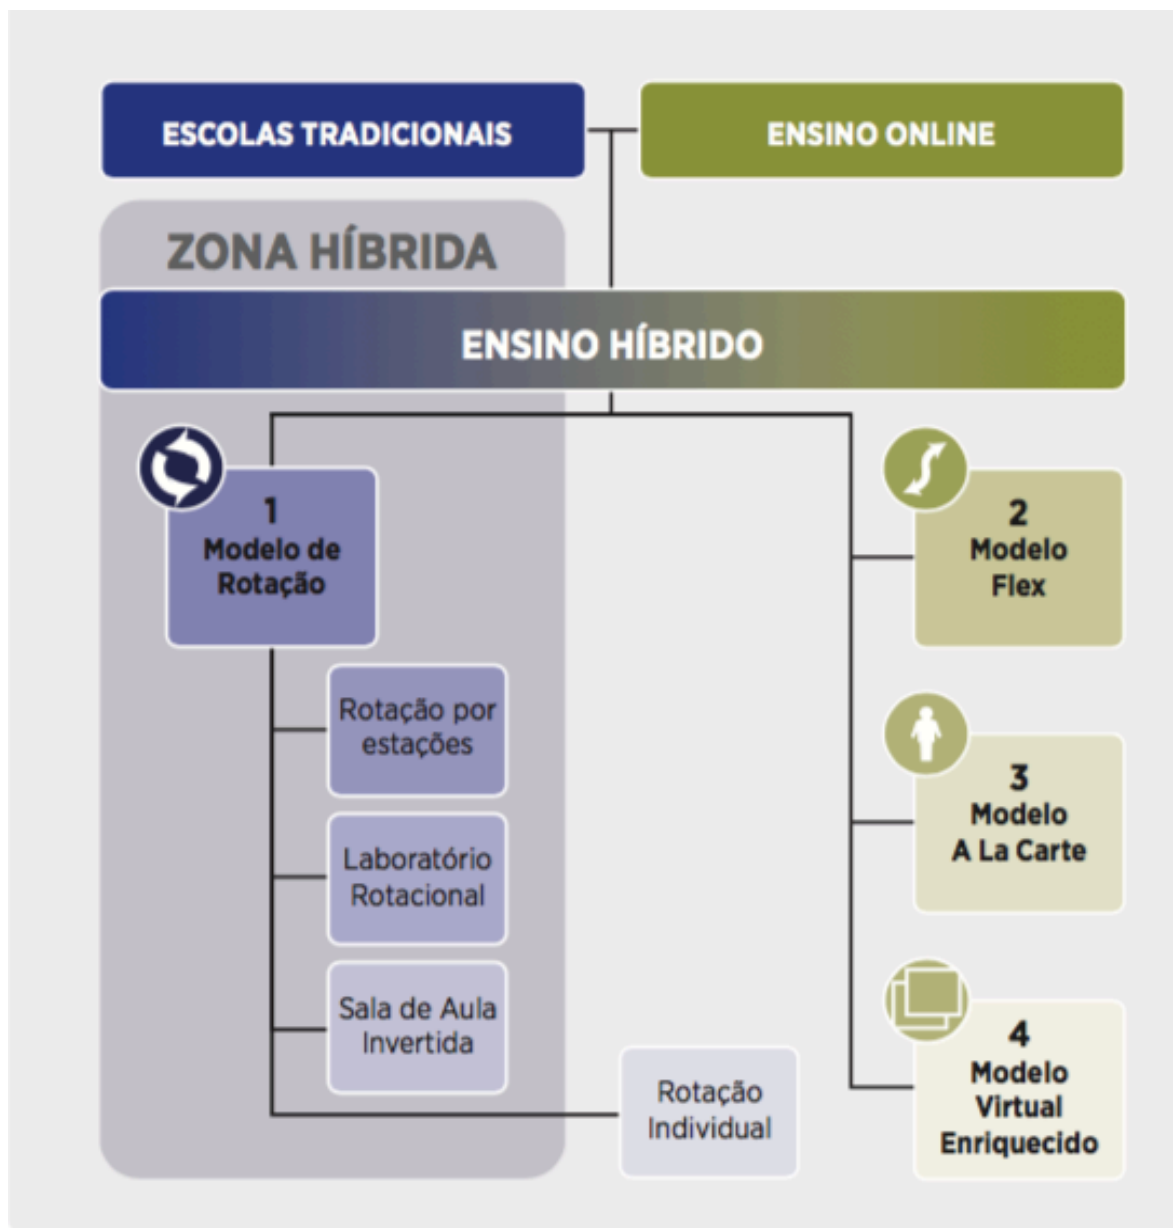 ESCOLAS TRADICIONAIS
ENSINO ONLINE
ZONA HÍBRIDA
ENSINO HÍBRIDO
1
Modelo de
Rotação
Rotação por
estações
Laboratório
Rotacional
Sala de Aula
Invertida
Rotação
Individual
2
Modelo
Flex
3
Modelo
A La Carte
4
Modelo
Virtual
Enriquecido